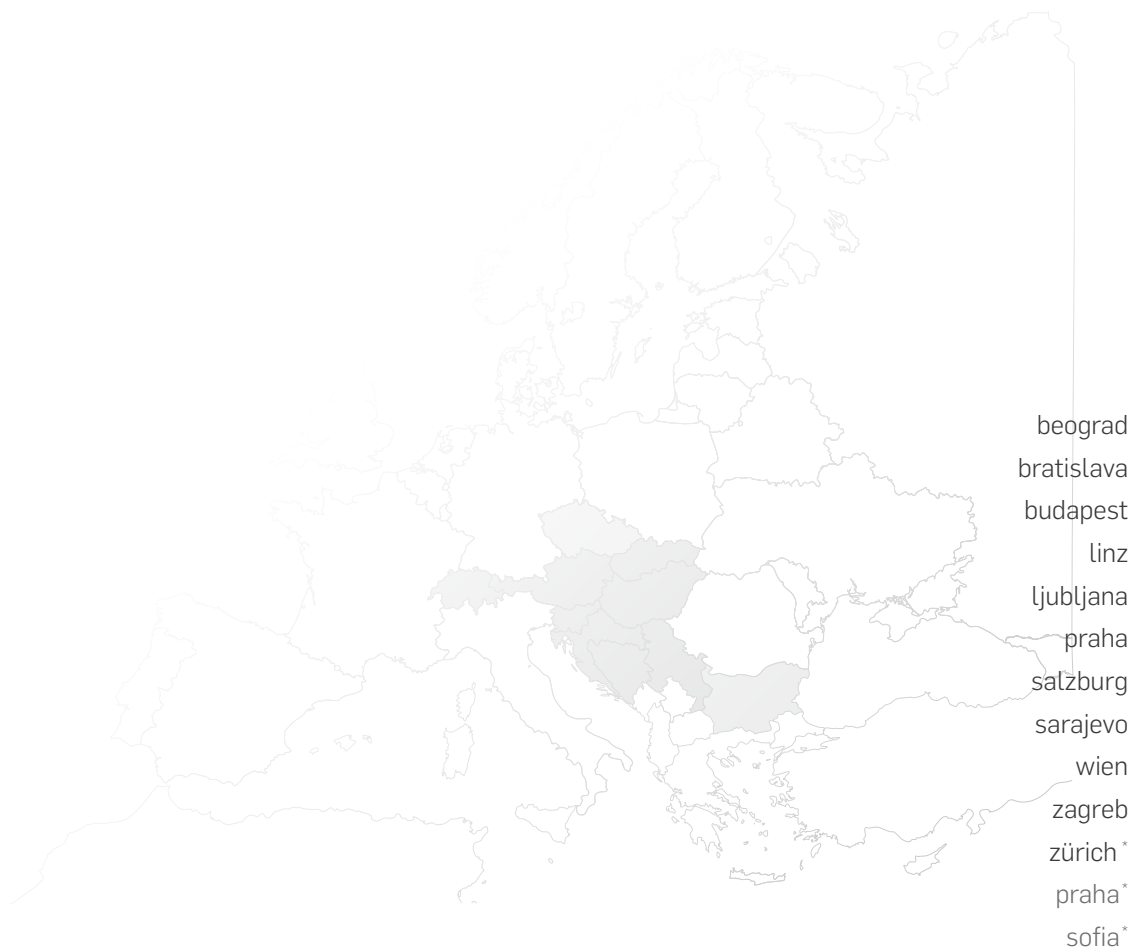 beograd
bratislava
budapest
linz
ljubljana
praha
salzburg
sarajevo
wien
zagreb
zürich *
praha*
sofia*